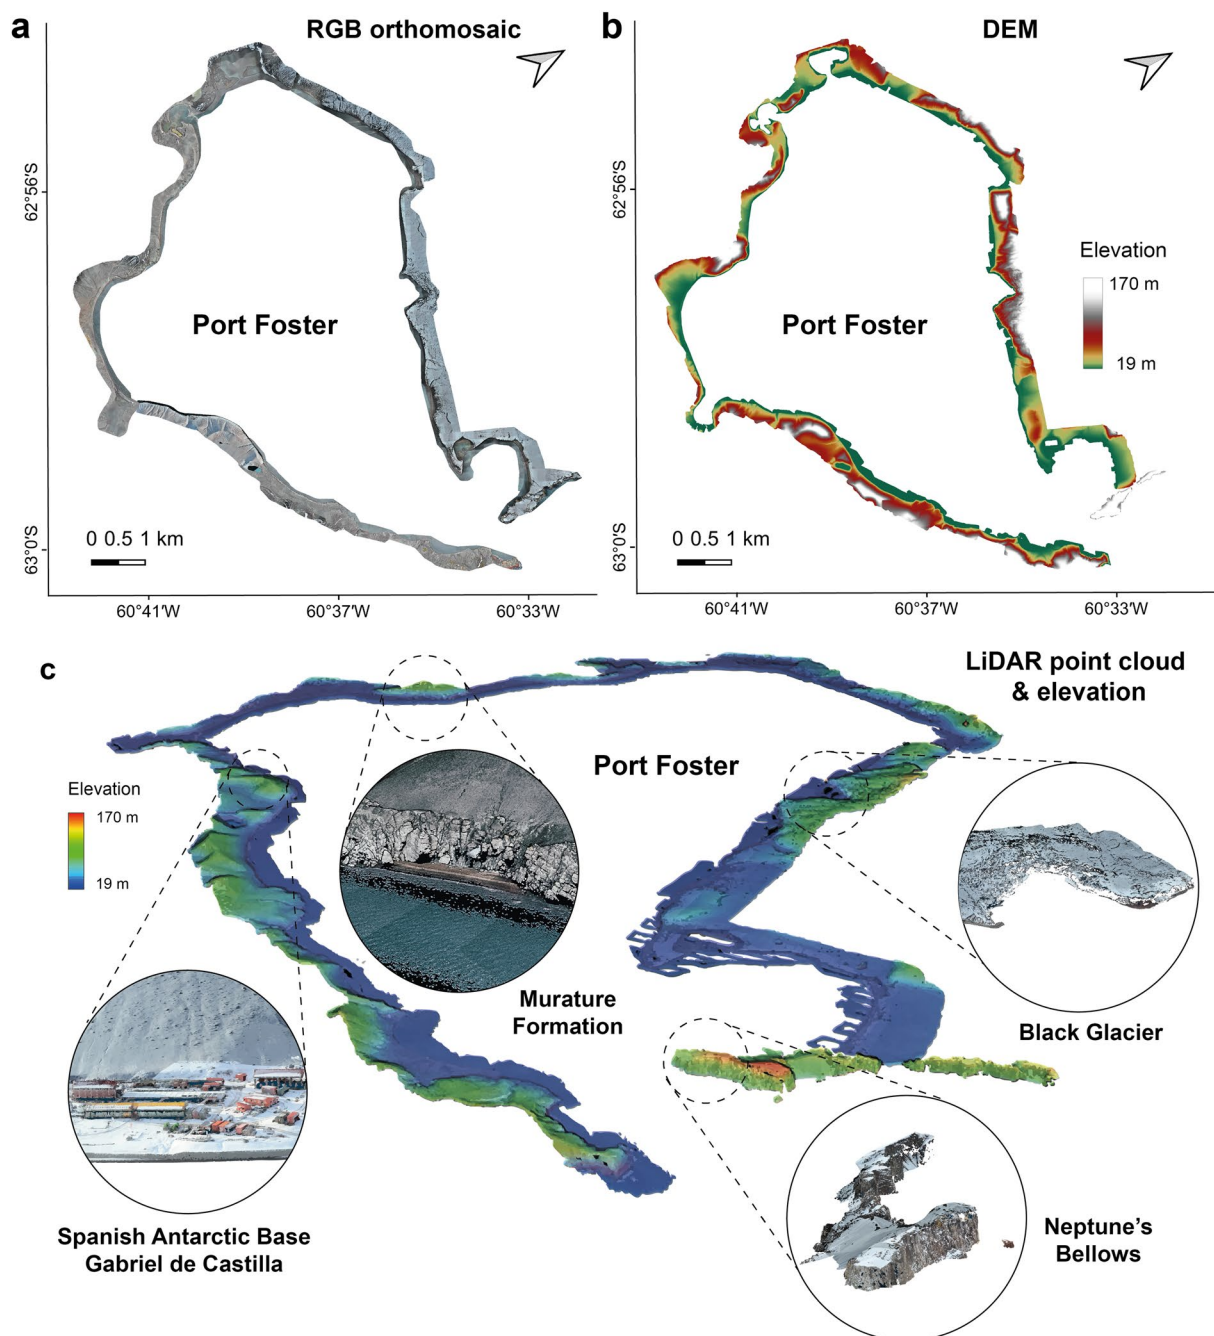 a
RGB orthomosaic
62°56'S
Port Foster
63°0'S
0 0.5 1 km
60°41'W
60°37'W
60°33'W
b
DEM
62°56'S
Elevation
170 m
19 m
Port Foster
63°0'S
0 0.5 1 km
60°41'W
60°37'W
60°33'W
c
LiDAR point cloud
& elevation
Port Foster
Elevation
170 m
19 m
Murature
Formation
Black Glacier
Spanish Antarctic Base
Gabriel de Castilla
Neptune’s
Bellows